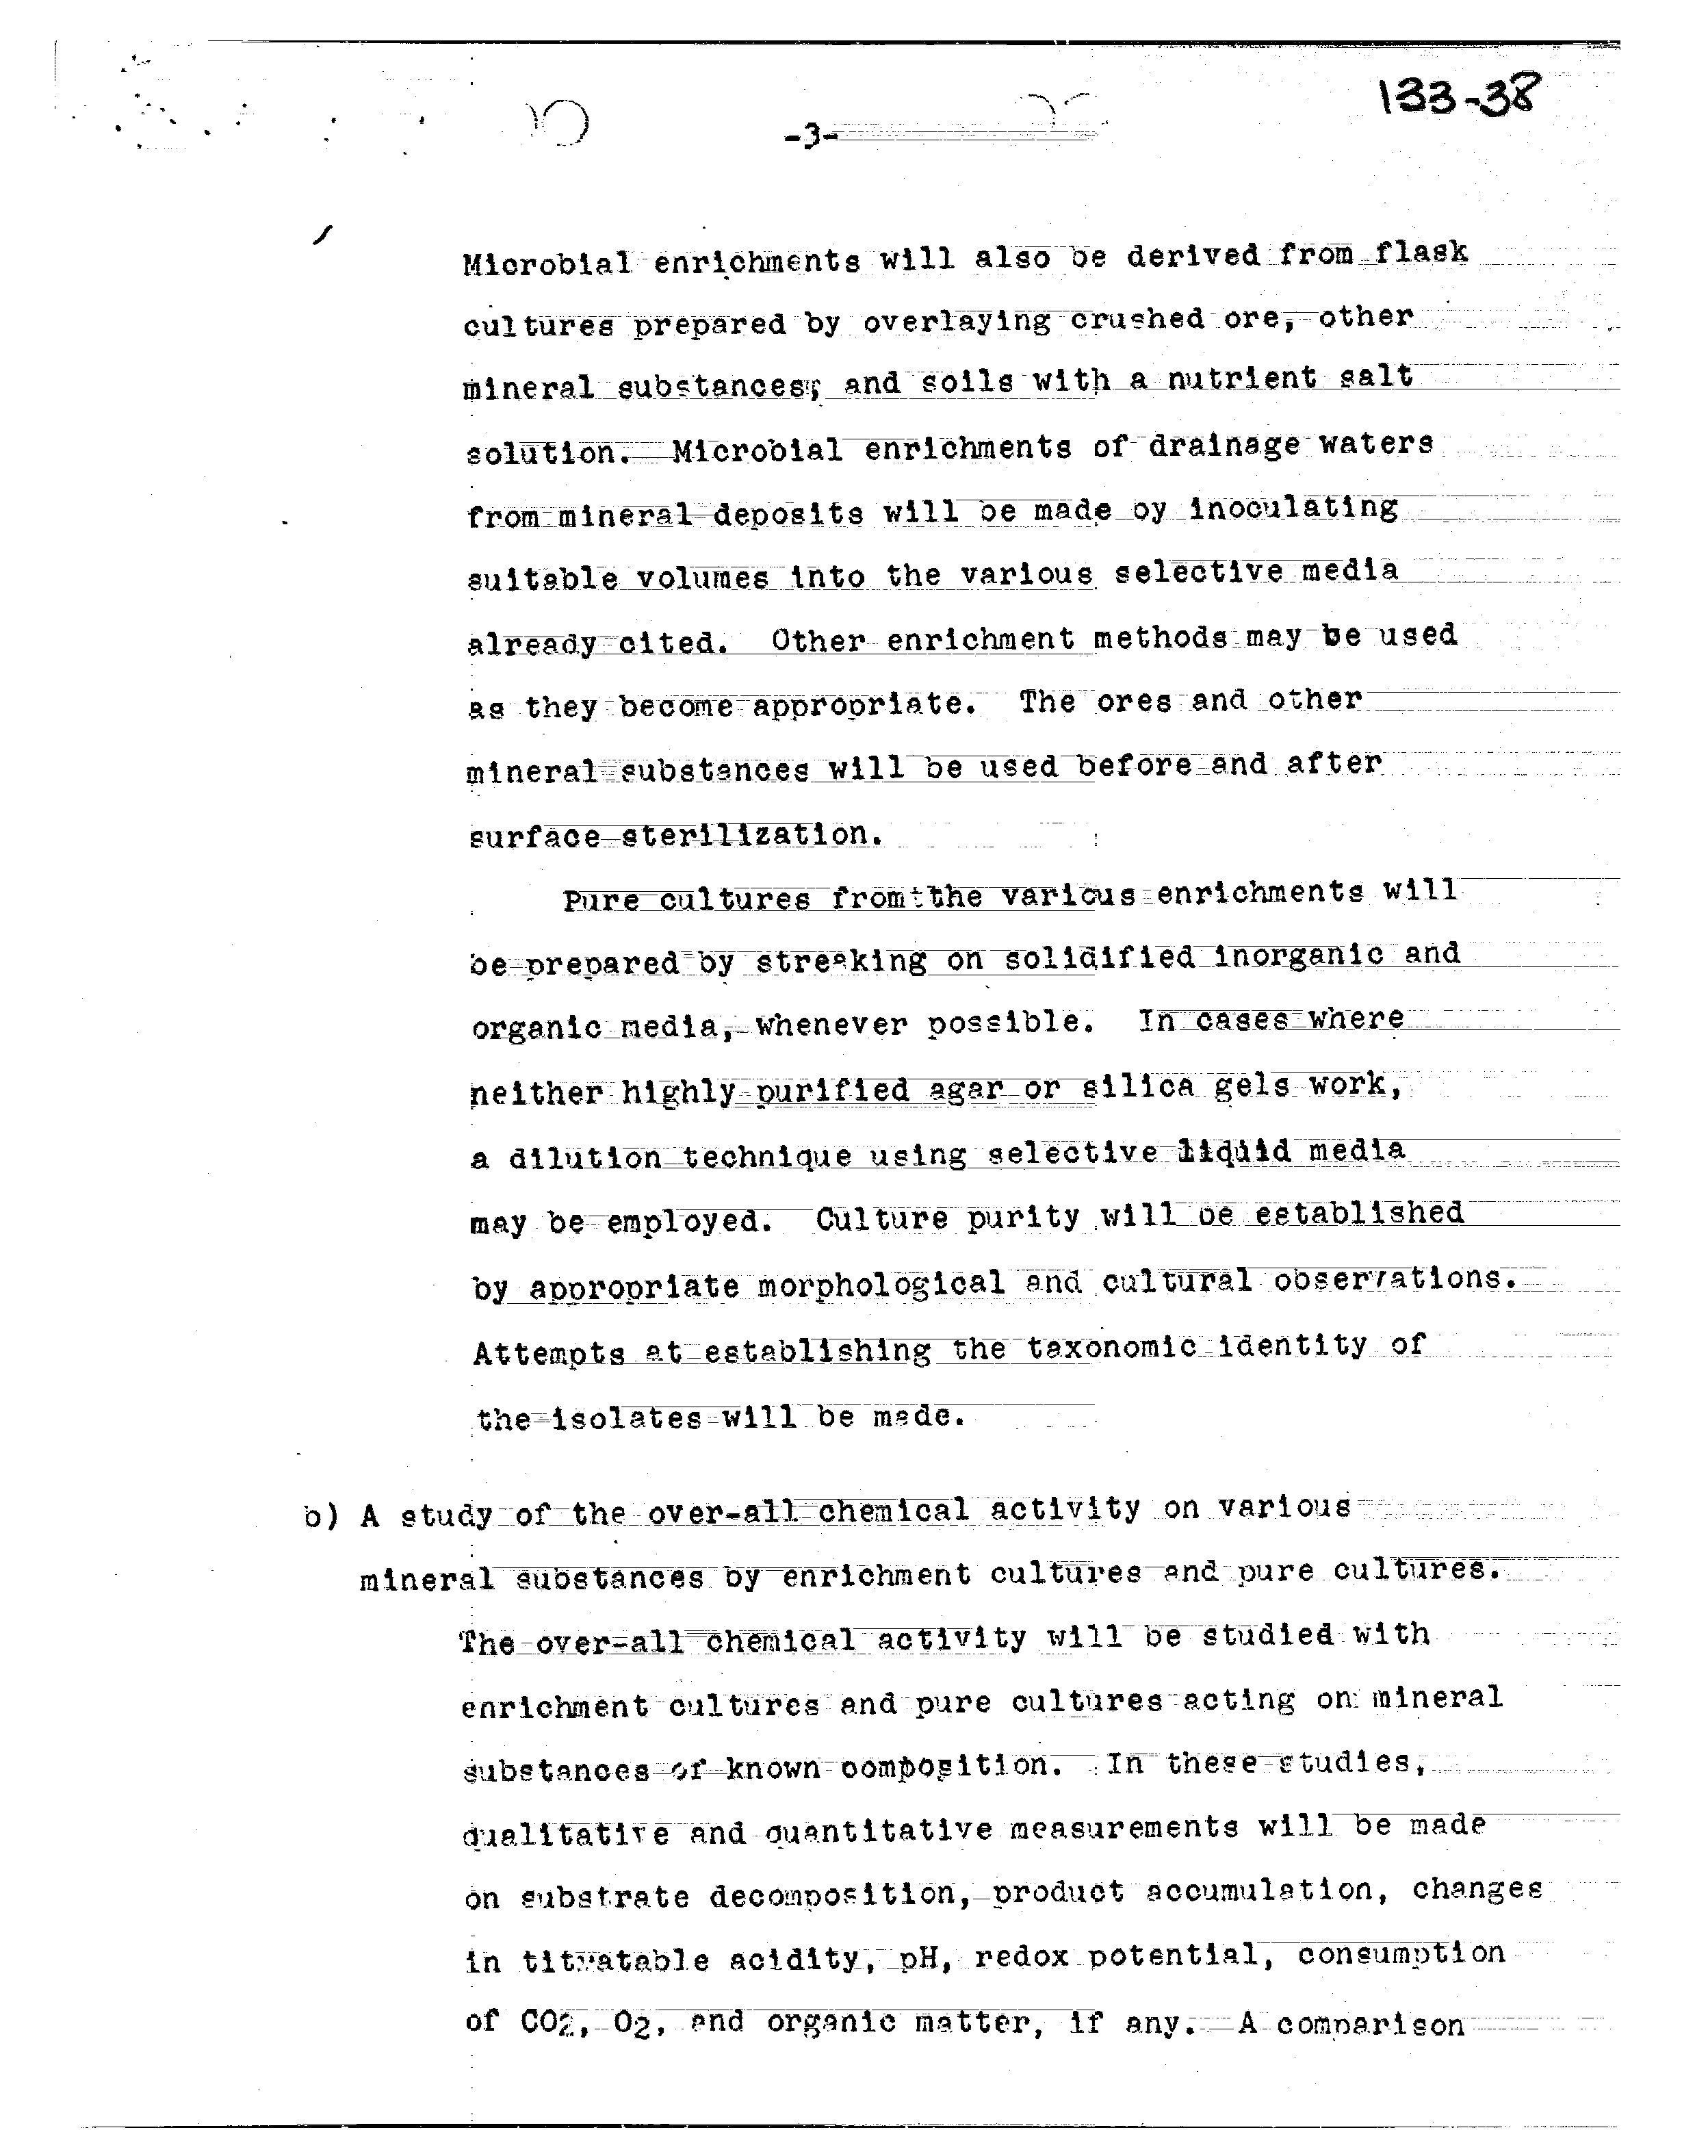 133-38
-3-
Microbial enrichments will also be derived from flask
cultures prepared by overlaying crushed ore, other
mineral substances, and soils with a nutrient salt
solution. Microbial enrichments of drainage waters
from mineral deposits will be made by inoculating
suitable volumes into the various selective media
already cited. Other enrichment methods may be used
as they become appropriate. The ores and other
mineral substances will be used before and after
surface sterilization.
Pure cultures from the various enrichments will
be prepared by streaking on solidified inorganic and
organic media, whenever possible. In cases where
neither highly purified agar or silica gels work,
a dilution technique using selective liquid media
may be employed. Culture purity will be established
by appropriate morphological and cultural observations.
Attempts at establishing the taxonomic identity of
the isolates will be made.
b) A study of the over-all chemical activity on various
mineral substances by enrichment cultures and pure cultures.
The over-all chemical activity will be studied with
enrichment cultures and pure cultures acting on mineral
substances of known composition. In these studies,
qualitative and quantitative measurements will be made
on substrate decomposition, product accumulation, changes
in titratable acidity, pH, redox potential, consumption
of CO2, O2, and organic matter, if any. A comparison